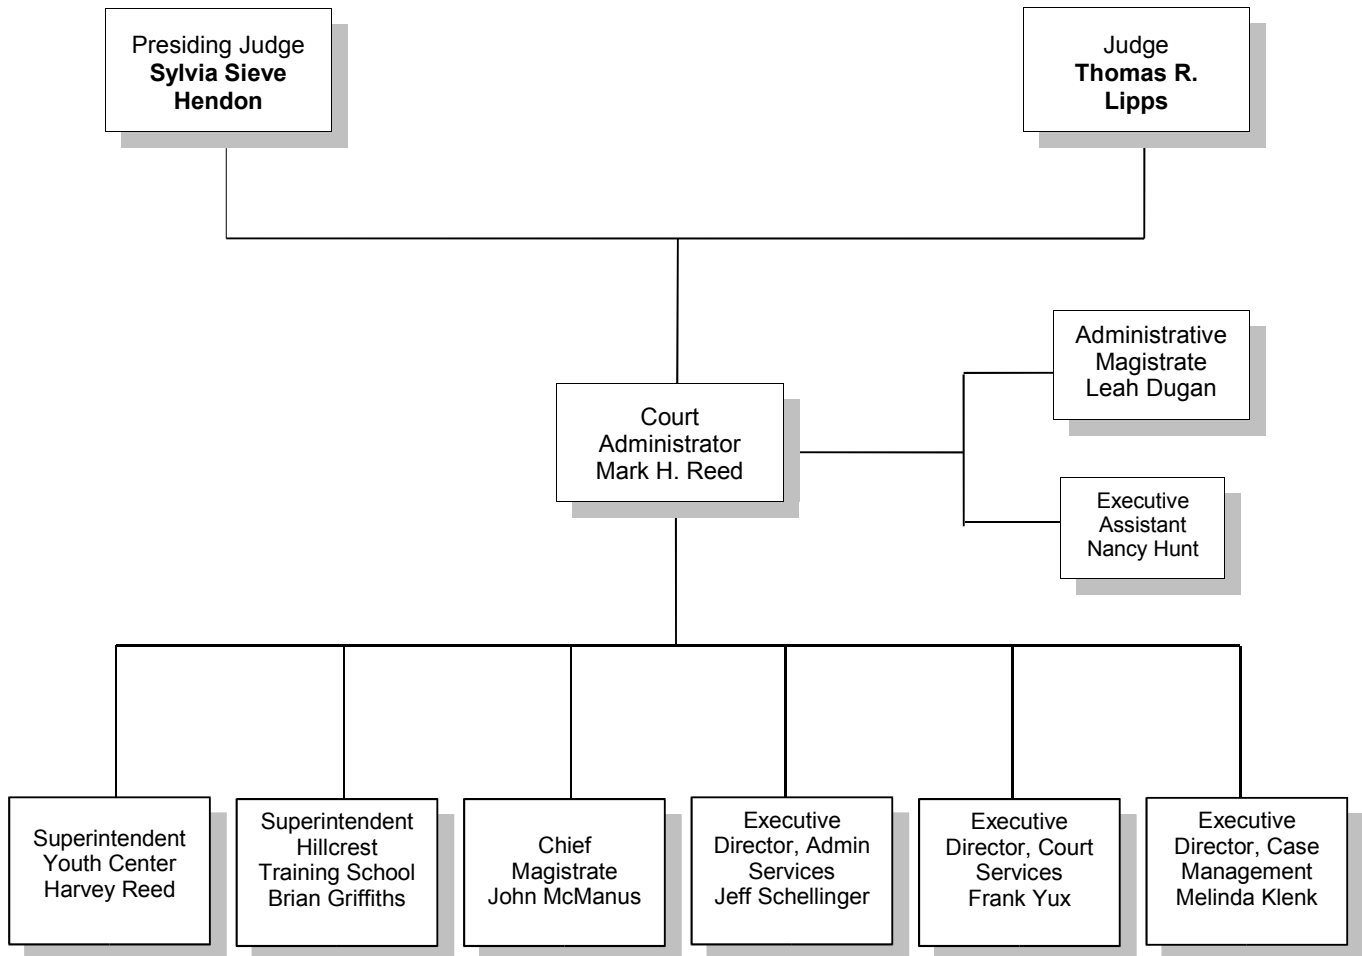 Presiding Judge
Sylvia Sieve
Hendon
Judge
Thomas R.
Lipps
Administrative
Magistrate
Leah Dugan
Court
Administrator
Mark H. Reed
Executive
Assistant
Nancy Hunt
Superintendent
Youth Center
Harvey Reed
Superintendent
Hillcrest
Training School
Brian Griffiths
Chief
Magistrate
John McManus
Executive
Director, Admin
Services
Jeff Schellinger
Executive
Director, Court
Services
Frank Yux
Executive
Director, Case
Management
Melinda Klenk